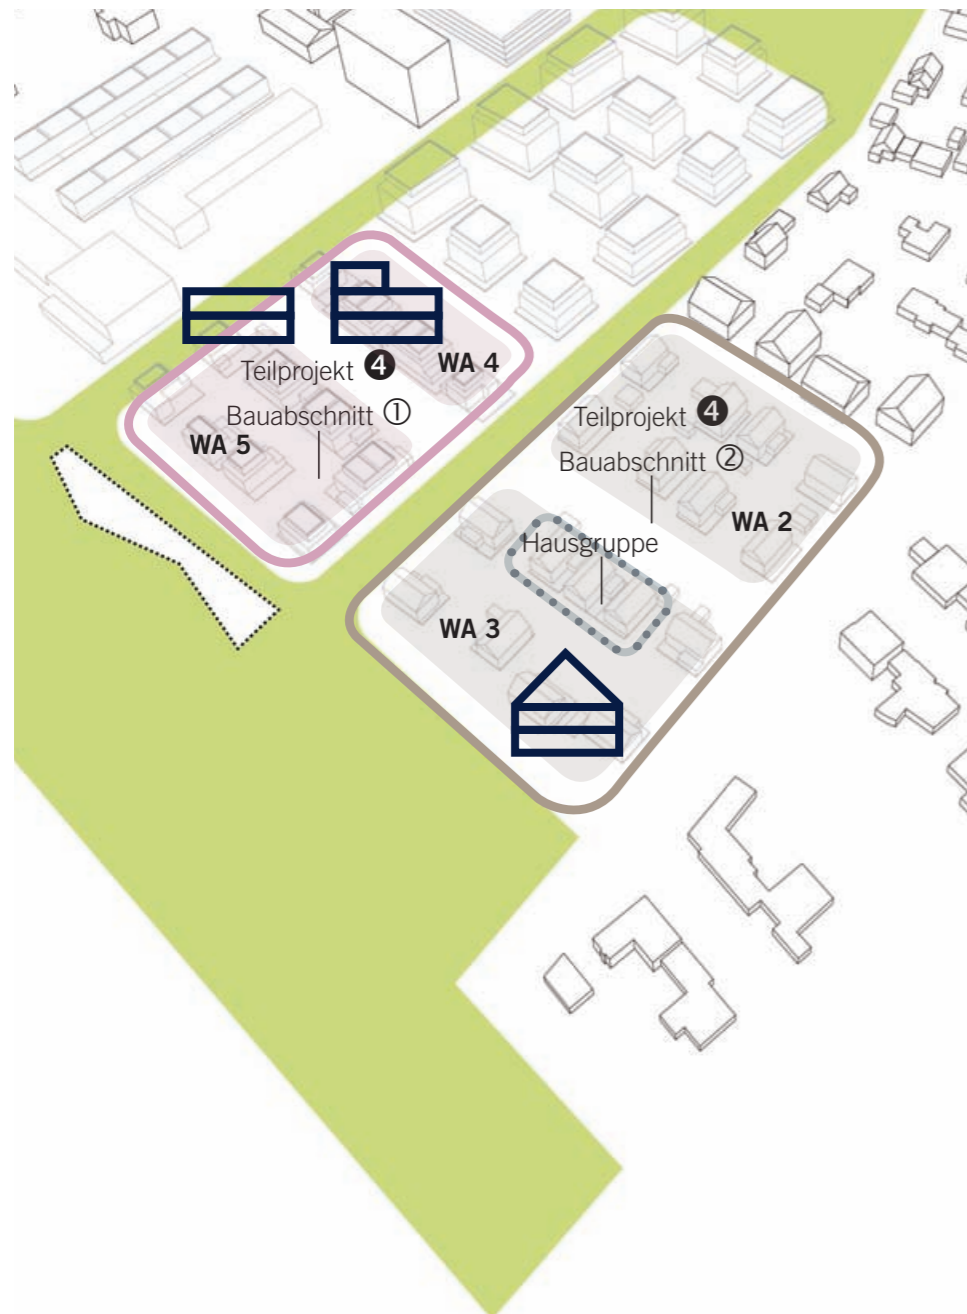 Teilprojekt ❹
WA 4
Bauabschnitt ①
WA 5
Teilprojekt ❹
Bauabschnitt ②
WA 2
Hausgruppe
WA 3